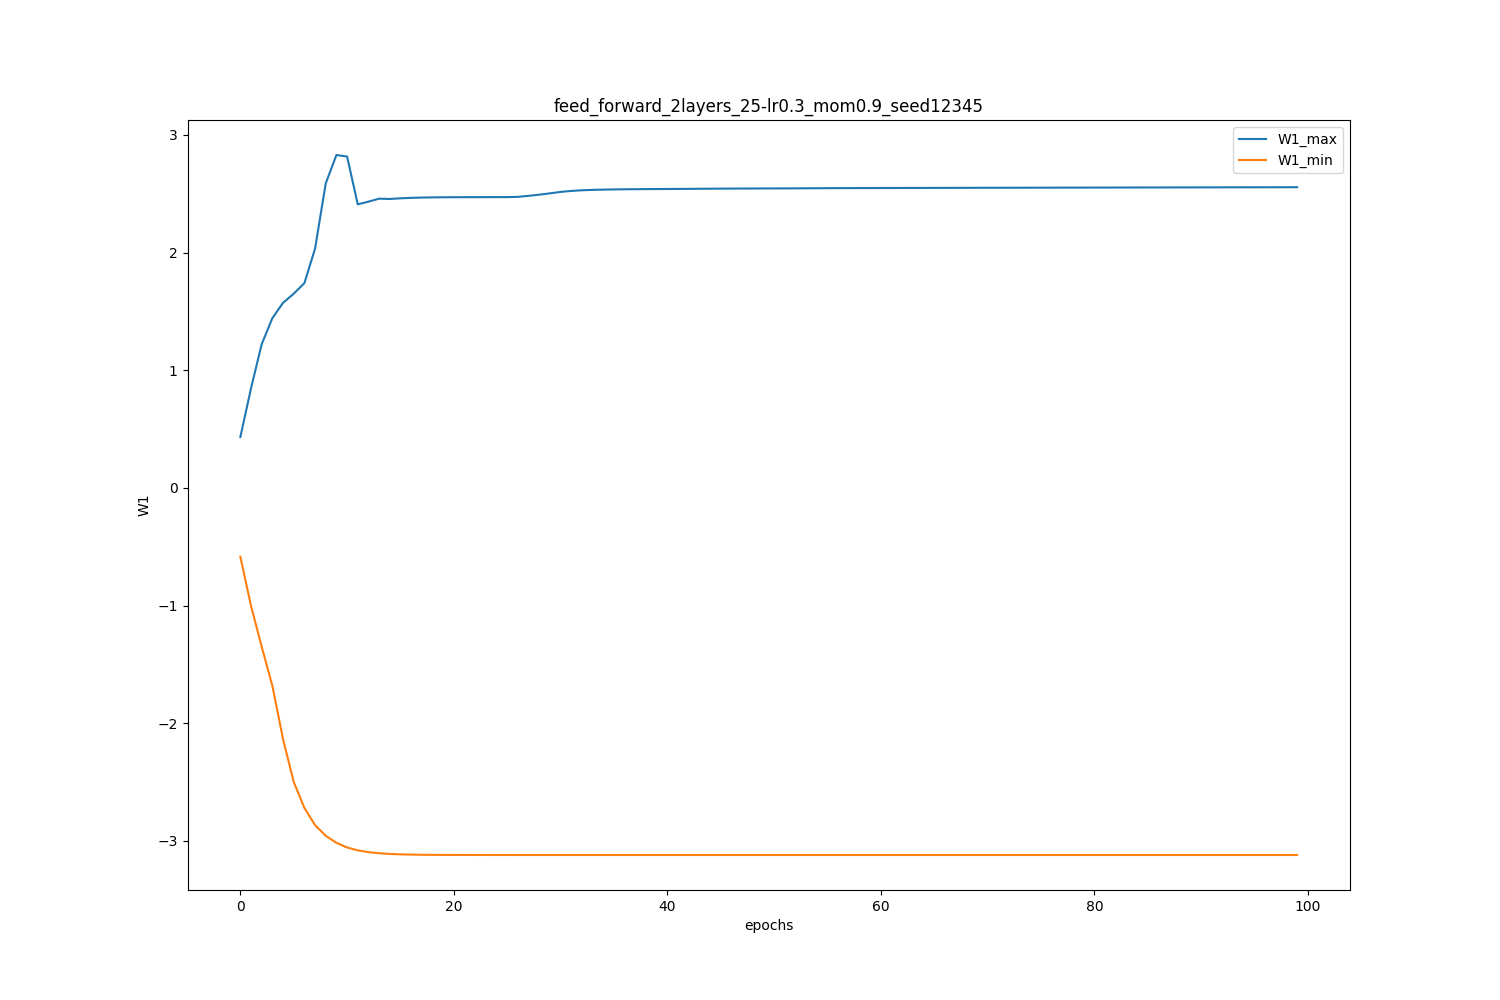 feed_forward_2layers_25-lr0.3_mom0.9_seed12345
W1_max
W1_min
3
2
1
0
−1
−2
−3
W1
0 20 40 60 80 100
epochs